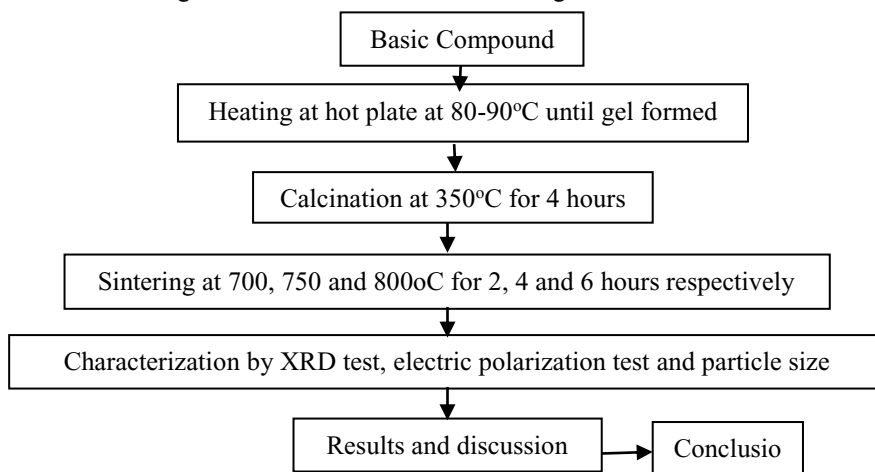 Basic Compound
Heating at hot plate at 80-90°C until gel formed
Calcination at 350°C for 4 hours
Sintering at 700, 750 and 800oC for 2, 4 and 6 hours respectively
Characterization by XRD test, electric polarization test and particle size
Results and discussion
Conclusio